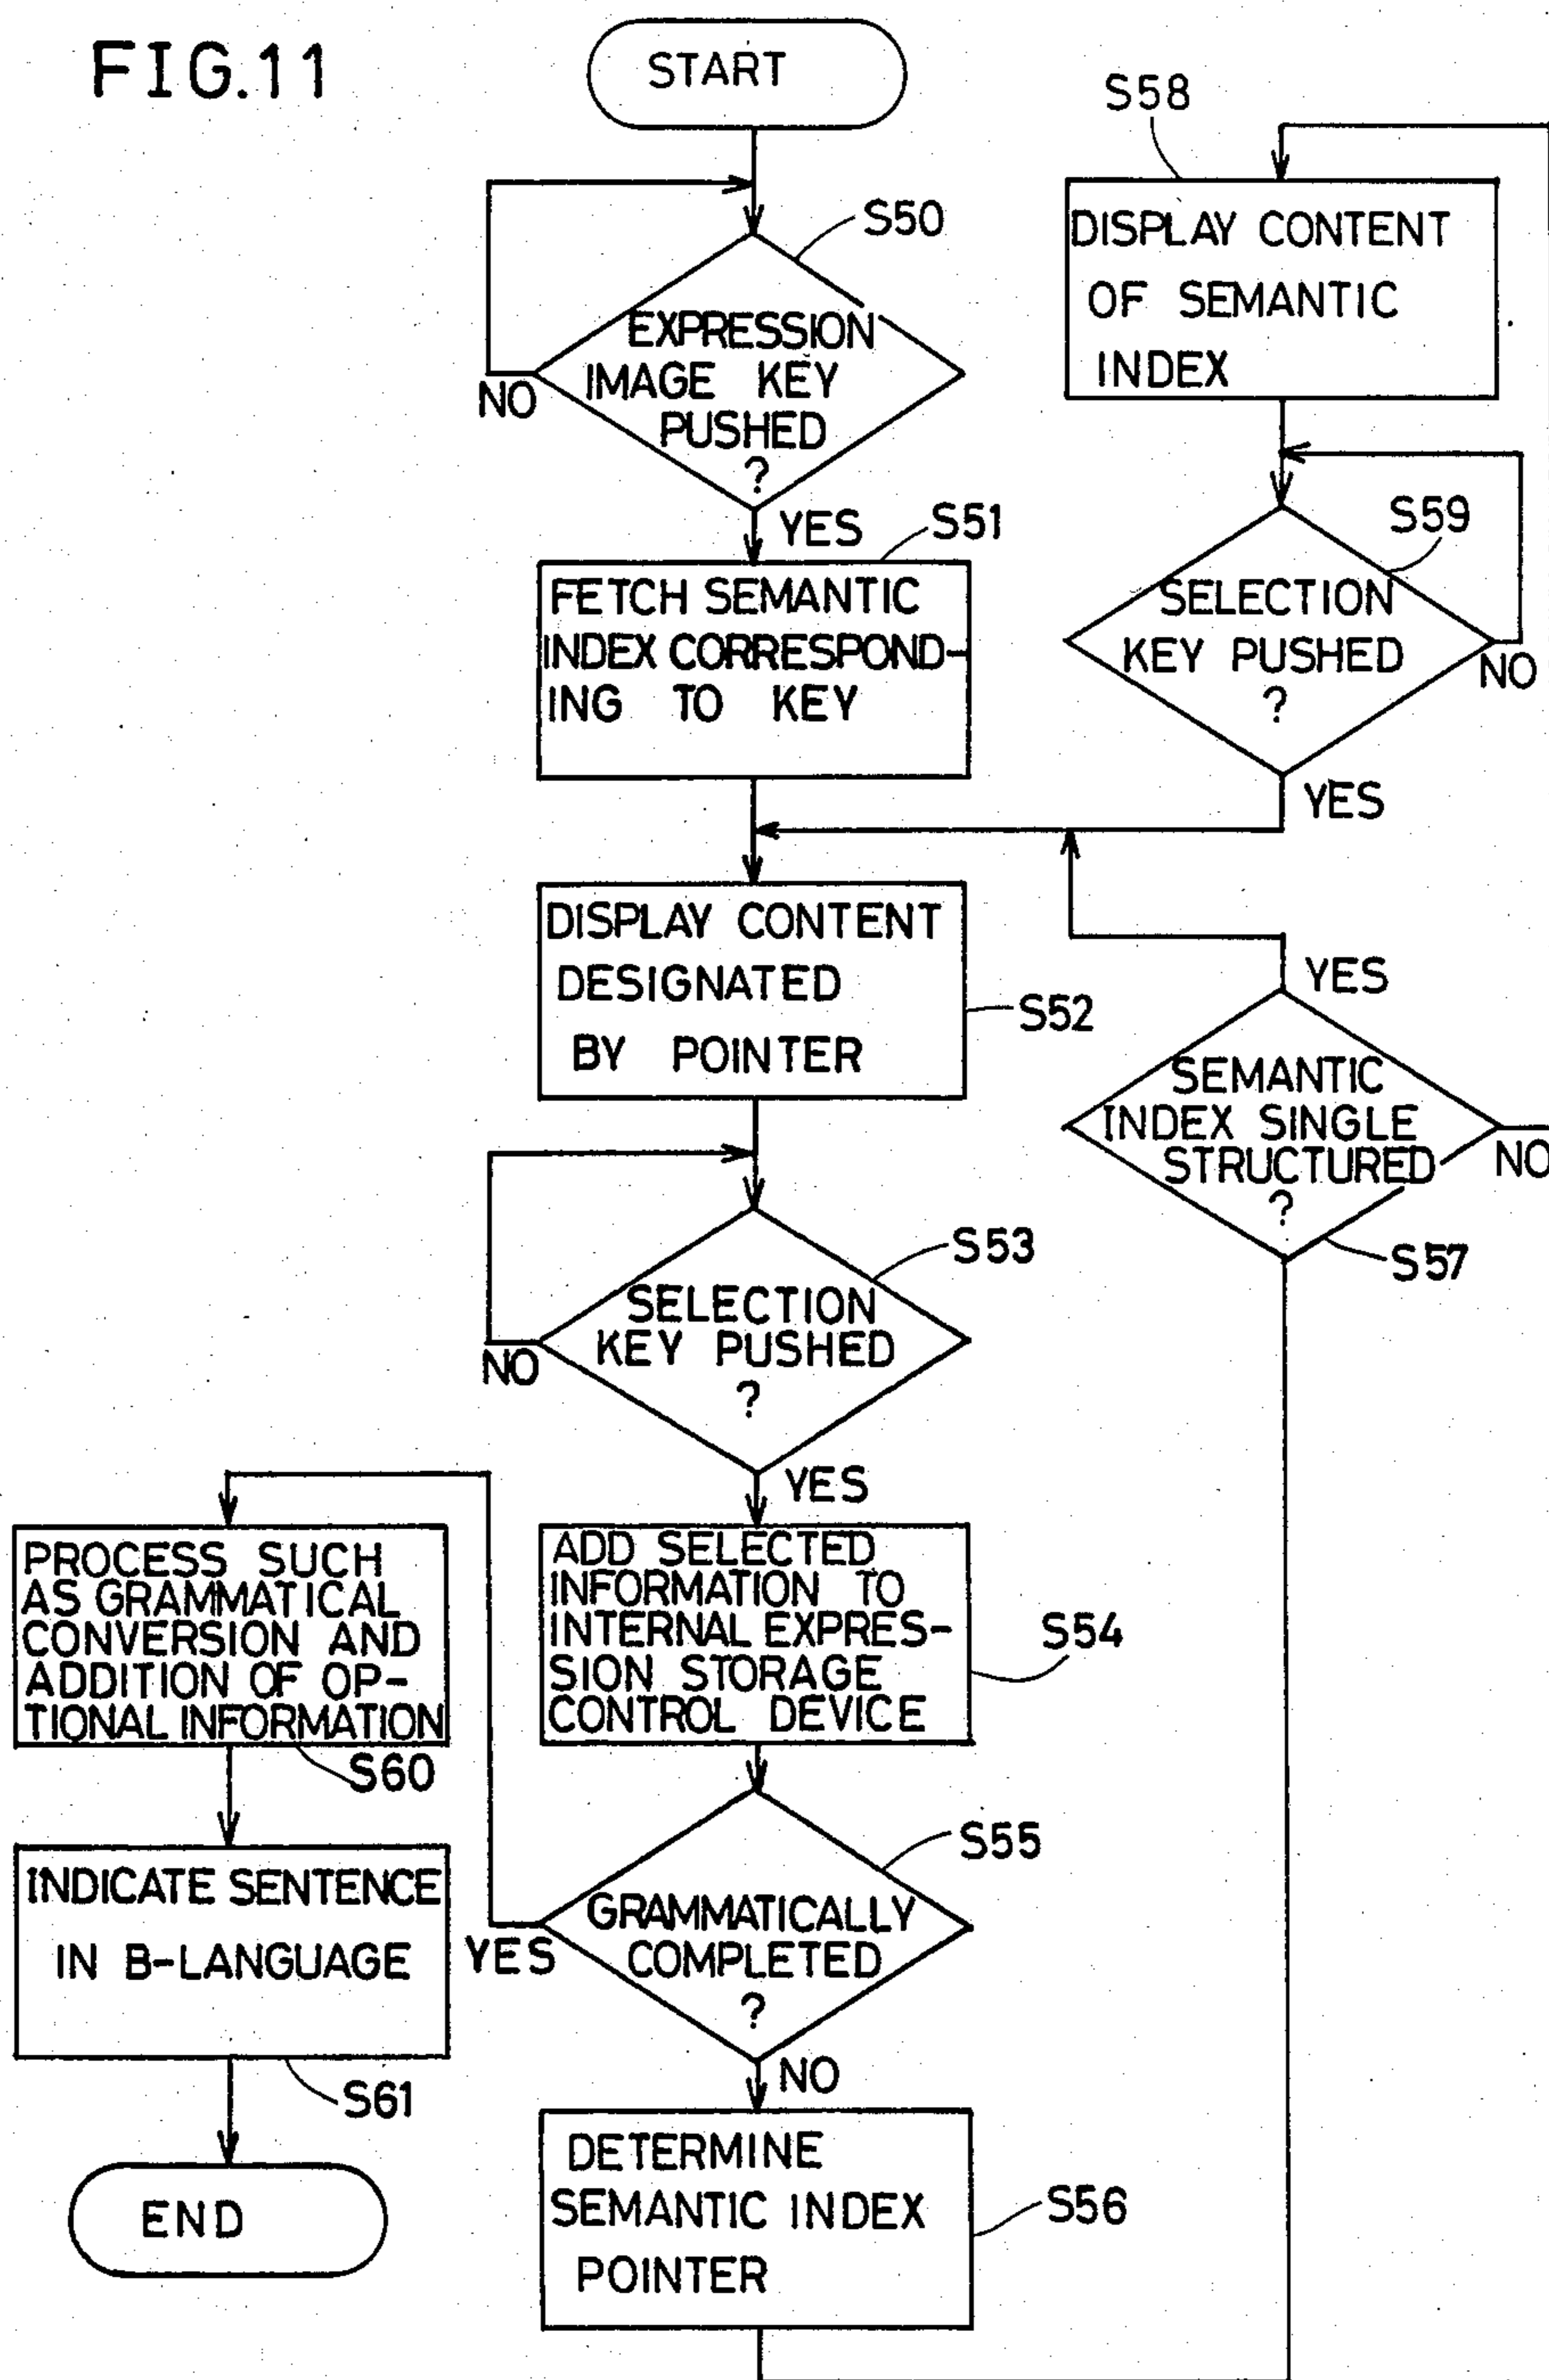 FIG.11
START
S50
EXPRESSION
IMAGE KEY
PUSHED
?
NO
YES
S51
FETCH SEMANTIC
INDEX CORRESPOND-
ING TO KEY
DISPLAY CONTENT
DESIGNATED
BY POINTER
S52
S53
SELECTION
KEY PUSHED
?
NO
YES
ADD SELECTED
INFORMATION TO
INTERNAL EXPRES-
SION STORAGE
CONTROL DEVICE
S54
S55
GRAMMATICALLY
COMPLETED
?
YES
NO
DETERMINE
SEMANTIC INDEX
POINTER
S56
SEMANTIC
INDEX SINGLE
STRUCTURED
?
YES
NO
S57
S58
DISPLAY CONTENT
OF SEMANTIC
INDEX
S59
SELECTION
KEY PUSHED
?
NO
YES
PROCESS SUCH
AS GRAMMATICAL
CONVERSION AND
ADDITION OF OP-
TIONAL INFORMATION
S60
INDICATE SENTENCE
IN B-LANGUAGE
S61
END